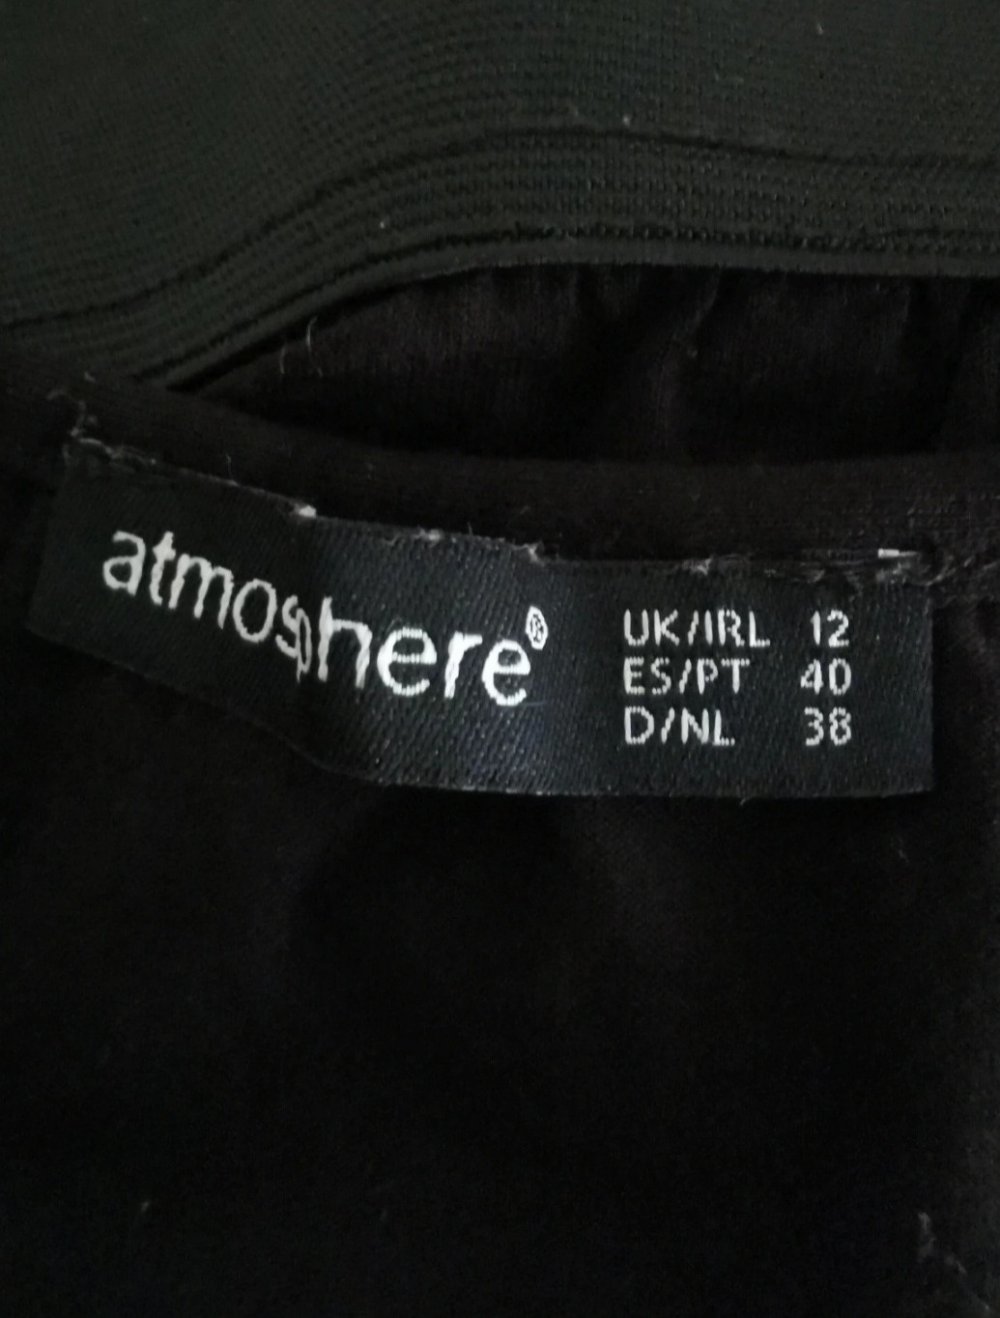 atmosphere®
UK/IRL 12
ES/PT 40
D/NL 38